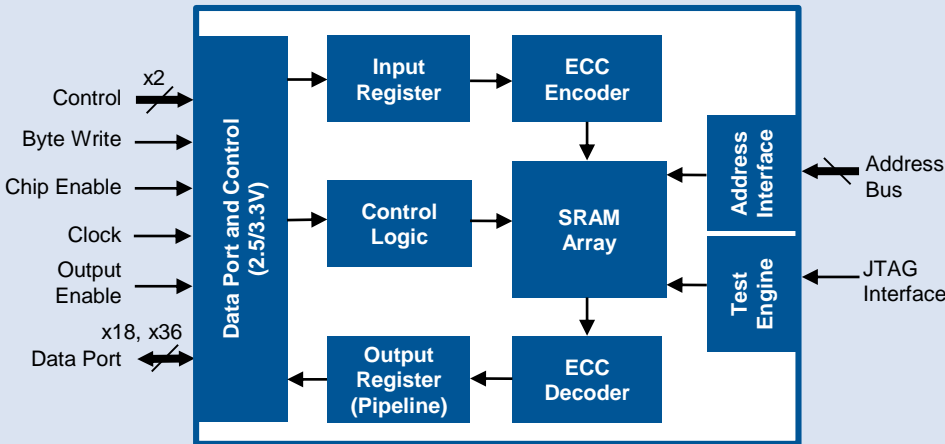 x2
Control
Byte Write
Chip Enable
Clock
Output
Enable
x18, x36
Data Port
Data Port and Control
(2.5/3.3V)
Input
Register
ECC
Encoder
Control
Logic
SRAM
Array
Output
Register
(Pipeline)
ECC
Decoder
Address
Interface
Test
Engine
Address
Bus
JTAG
Interface